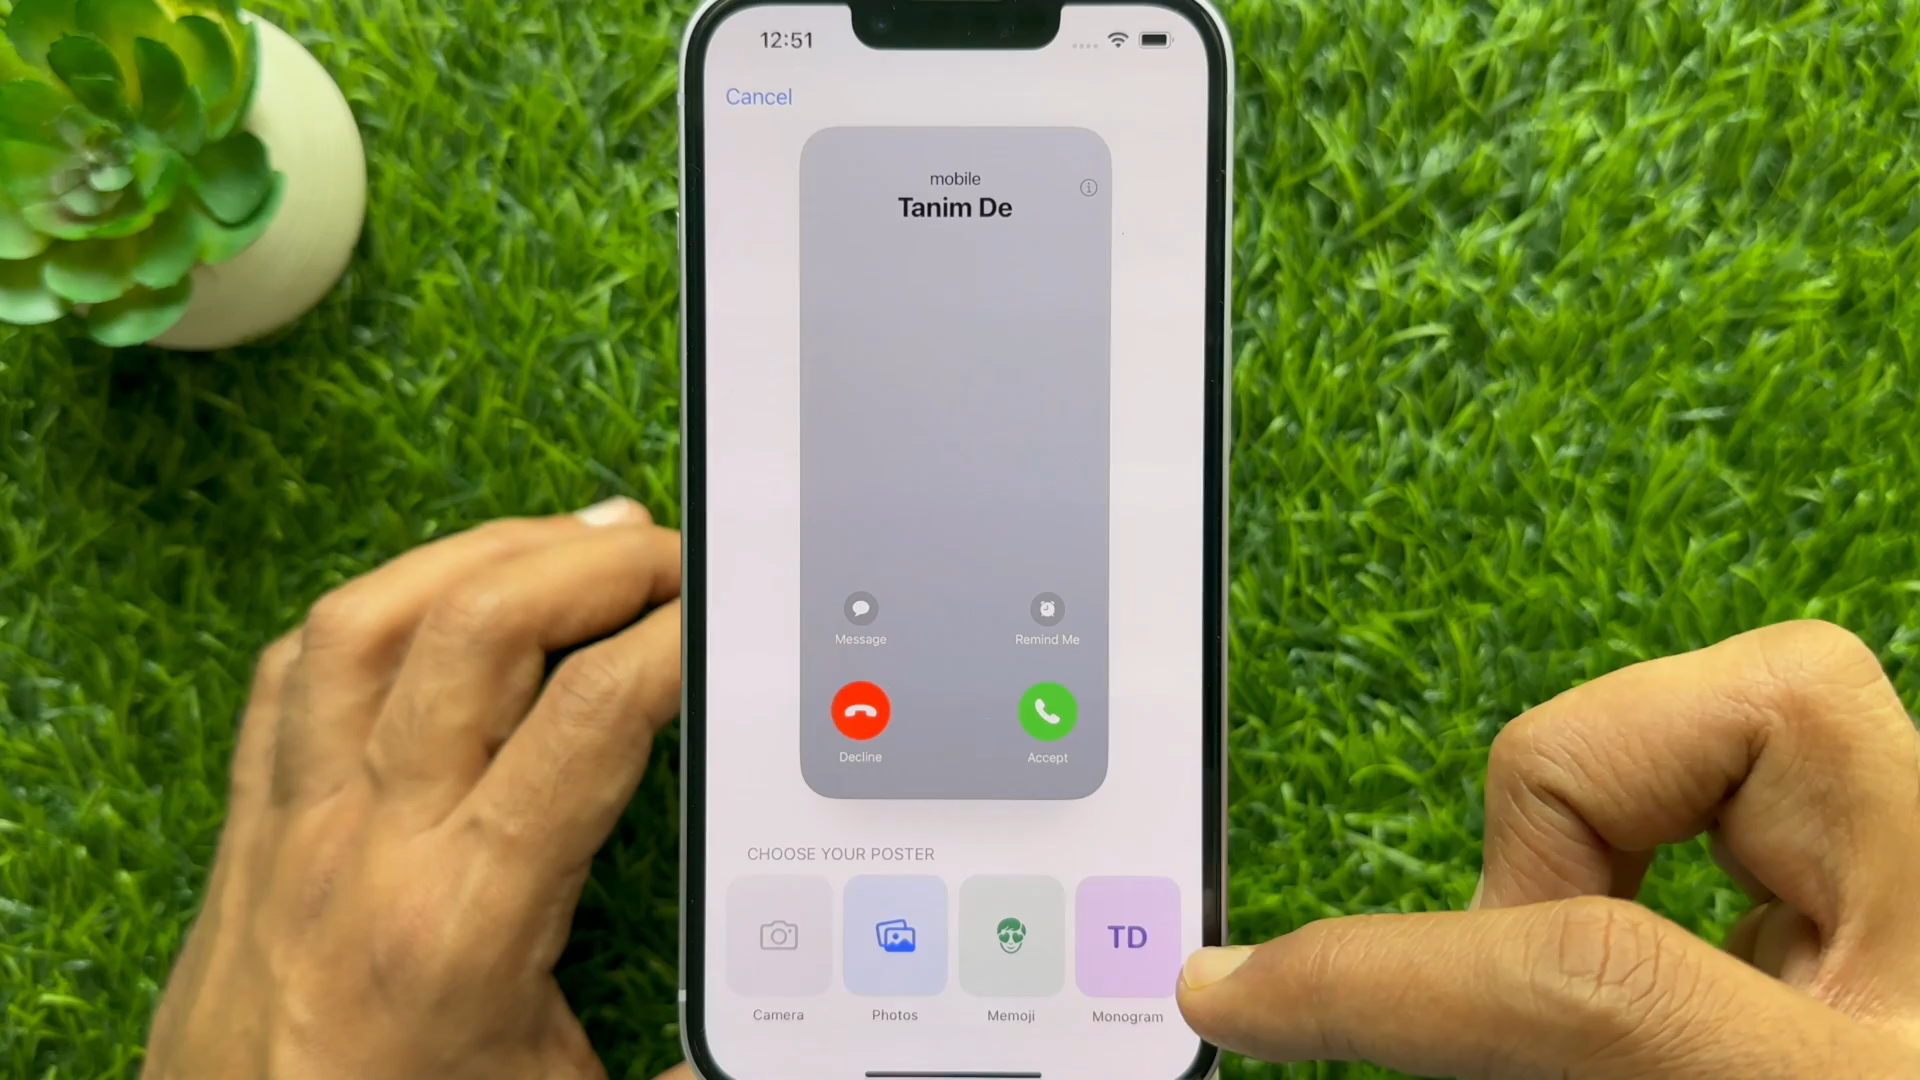 12:51
Cancel
mobile
Tanim De
Message
Remind Me
Decline
Accept
CHOOSE YOUR POSTER
TD
Camera
Photos
Memoji
Monogram